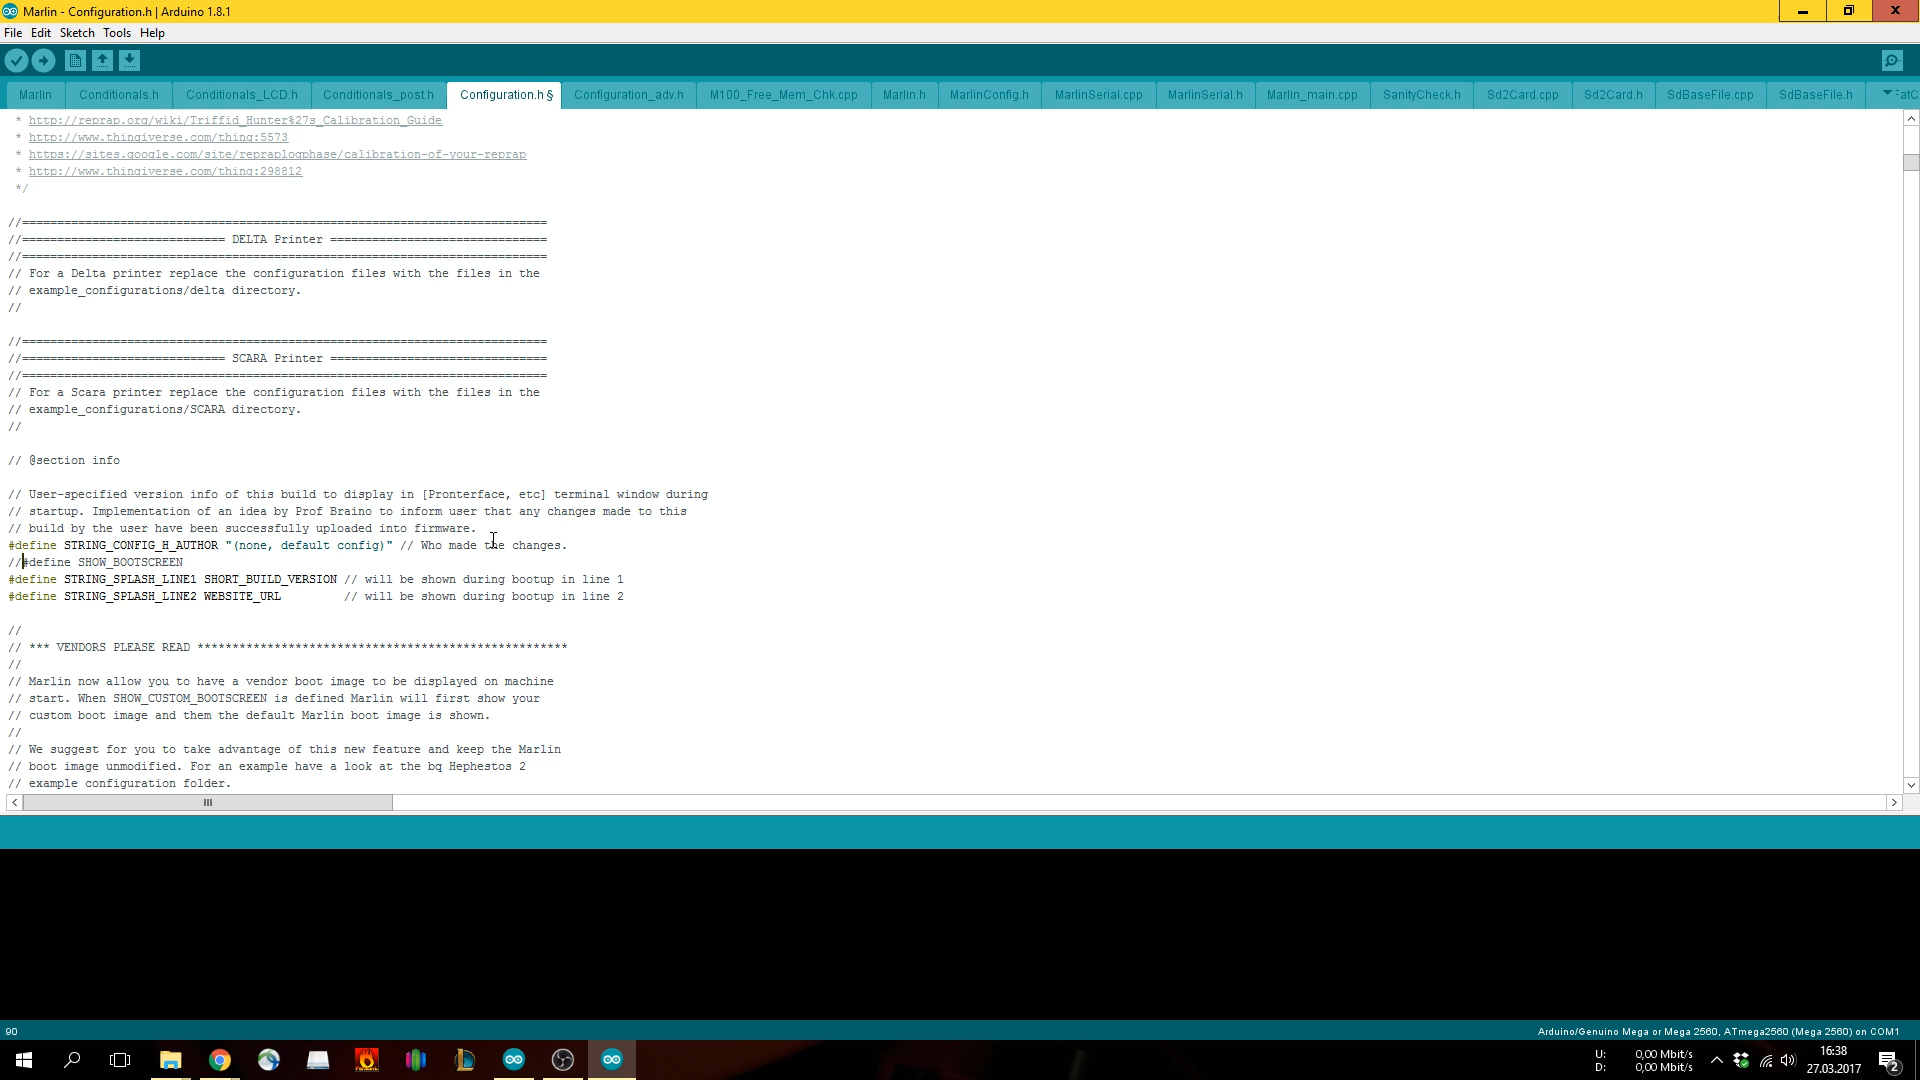 Marlin - Configuration.h | Arduino 1.8.1
File Edit Sketch Tools Help
Marlin Conditionals.h Conditionals_LCD.h Conditionals_post.h Configuration.h § Configuration_adv.h M100_Free_Mem_Chk.cpp Marlin.h MarlinConfig.h MarlinSerial.cpp MarlinSerial.h Marlin_main.cpp SanityCheck.h Sd2Card.cpp Sd2Card.h SdBaseFile.cpp SdBaseFile.h
* http://reprap.org/wiki/Triffid_Hunter%27s_Calibration_Guide
* http://www.thingiverse.com/thing:5573
* https://sites.google.com/site/repraplogphase/calibration-of-your-reprap
* http://www.thingiverse.com/thing:298812
*/
//===========================================================================
//============================= DELTA Printer ===============================
//===========================================================================
// For a Delta printer replace the configuration files with the files in the
// example_configurations/delta directory.
//
//===========================================================================
//============================= SCARA Printer ===============================
//===========================================================================
// For a Scara printer replace the configuration files with the files in the
// example_configurations/SCARA directory.
//
// @section info
// User-specified version info of this build to display in [Pronterface, etc] terminal window during
// startup. Implementation of an idea by Prof Braino to inform user that any changes made to this
// build by the user have been successfully uploaded into firmware.
#define STRING_CONFIG_H_AUTHOR "(none, default config)" // Who made the changes.
//#define SHOW_BOOTSCREEN
#define STRING_SPLASH_LINE1 SHORT_BUILD_VERSION // will be shown during bootup in line 1
#define STRING_SPLASH_LINE2 WEBSITE_URL // will be shown during bootup in line 2
//
// *** VENDORS PLEASE READ *****************************************************
//
// Marlin now allow you to have a vendor boot image to be displayed on machine
// start. When SHOW_CUSTOM_BOOTSCREEN is defined Marlin will first show your
// custom boot image and them the default Marlin boot image is shown.
//
// We suggest for you to take advantage of this new feature and keep the Marlin
// boot image unmodified. For an example have a look at the bq Hephestos 2
// example configuration folder.
90
Arduino/Genuino Mega or Mega 2560, ATmega2560 (Mega 2560) on COM1
U: 0,00 Mbit/s
D: 0,00 Mbit/s
16:38
27.03.2017
2